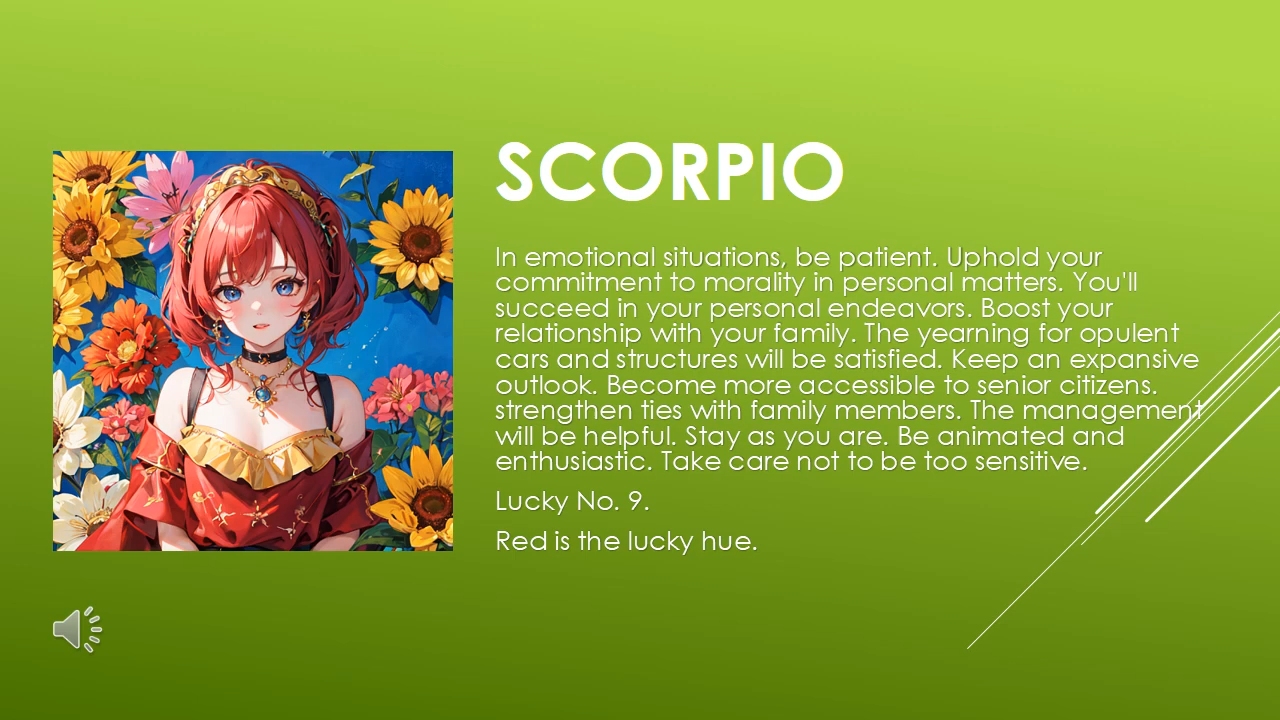 SCORPIO
In emotional situations, be patient. Uphold your
commitment to morality in personal matters. You'll
succeed in your personal endeavors. Boost your
relationship with your family. The yearning for opulent
cars and structures will be satisfied. Keep an expansive
outlook. Become more accessible to senior citizens.
strengthen ties with family members. The management
will be helpful. Stay as you are. Be animated and
enthusiastic. Take care not to be too sensitive.
Lucky No. 9.
Red is the lucky hue.